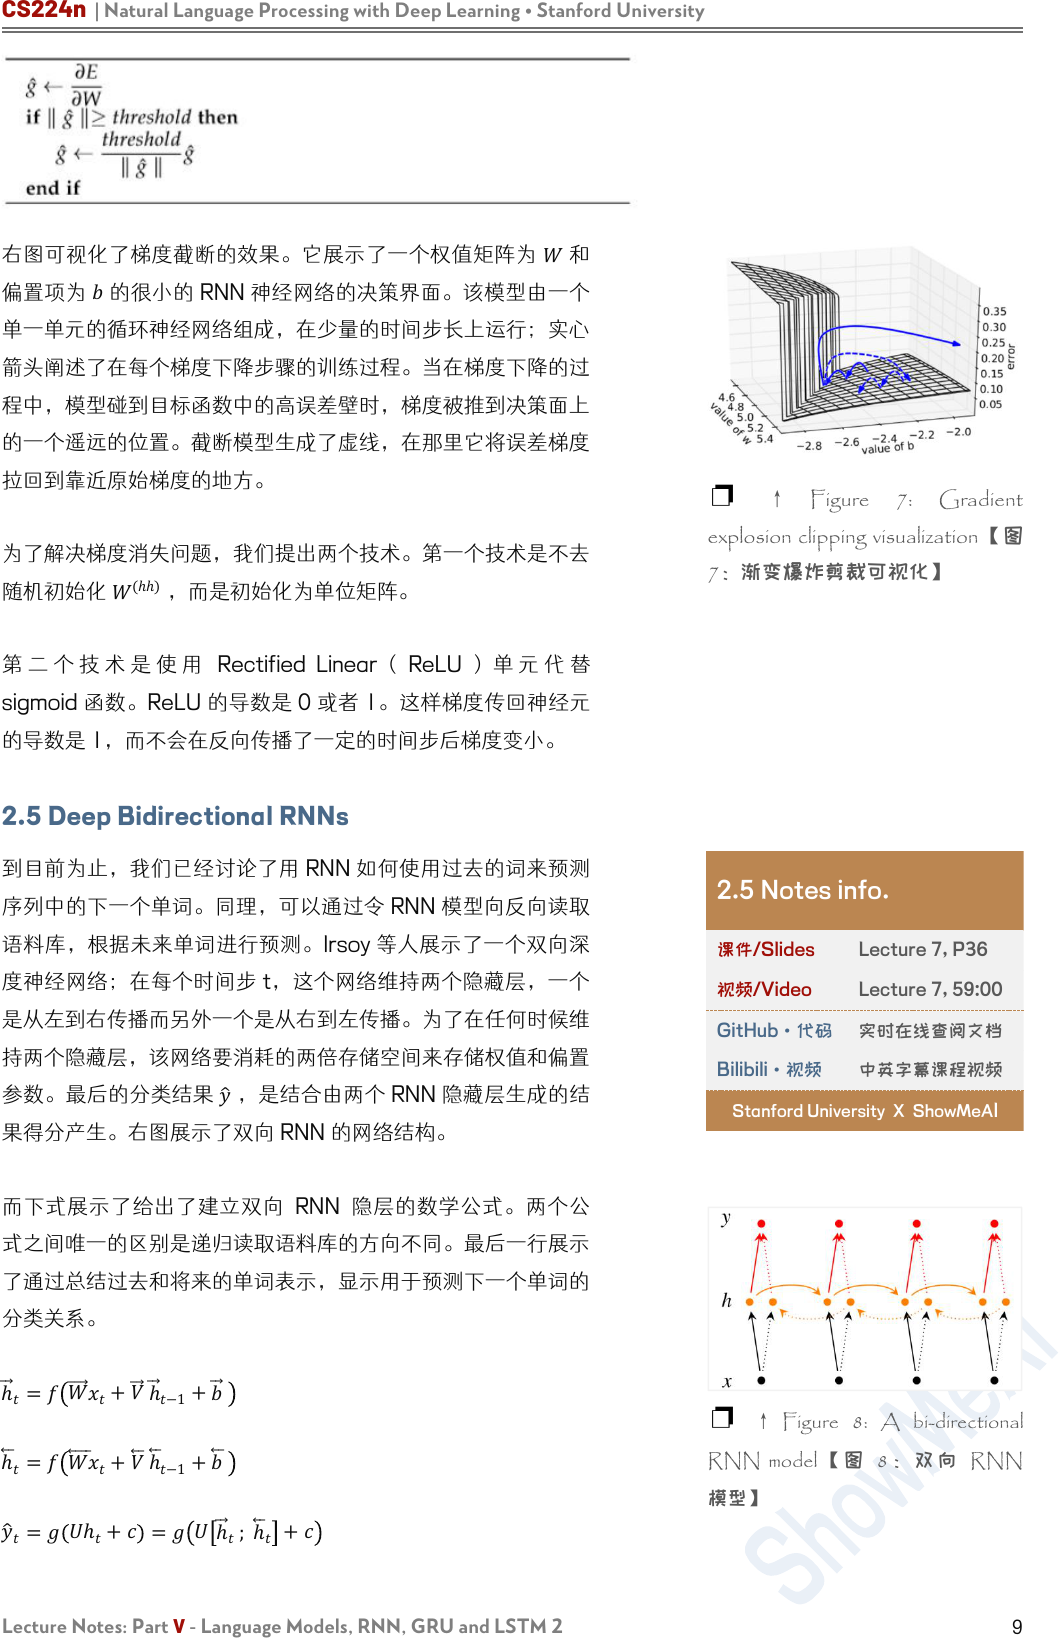 CS224n | Natural Language Processing with Deep Learning • Stanford University
ĝ ← ∂E/∂W
if ‖ ĝ ‖≥ threshold then
ĝ ← threshold/‖ ĝ ‖ ĝ
end if
右图可视化了梯度截断的效果。它展示了一个权值矩阵为 W 和
偏置项为 b 的很小的 RNN 神经网络的决策界面。该模型由一个
单一单元的循环神经网络组成，在少量的时间步长上运行；实心
箭头阐述了在每个梯度下降步骤的训练过程。当在梯度下降的过
程中，模型碰到目标函数中的高误差壁时，梯度被推到决策面上
的一个遥远的位置。截断模型生成了虚线，在那里它将误差梯度
拉回到靠近原始梯度的地方。
0.35
0.30
0.25
0.20
0.15
0.10
0.05
error
4.6
4.8
5.0
5.2
5.4
value of w
−2.8
−2.6
−2.4
−2.2
−2.0
value of b
❐ ↑ Figure 7: Gradient
explosion clipping visualization【图
7：渐变爆炸剪裁可视化】
为了解决梯度消失问题，我们提出两个技术。第一个技术是不去
随机初始化 W⁽ʰʰ⁾ ，而是初始化为单位矩阵。
第二个技术是使用 Rectified Linear（ ReLU ）单元代替
sigmoid 函数。ReLU 的导数是 0 或者 1。这样梯度传回神经元
的导数是 1，而不会在反向传播了一定的时间步后梯度变小。
2.5 Deep Bidirectional RNNs
到目前为止，我们已经讨论了用 RNN 如何使用过去的词来预测
序列中的下一个单词。同理，可以通过令 RNN 模型向反向读取
语料库，根据未来单词进行预测。Irsoy 等人展示了一个双向深
度神经网络；在每个时间步 t，这个网络维持两个隐藏层，一个
是从左到右传播而另外一个是从右到左传播。为了在任何时候维
持两个隐藏层，该网络要消耗的两倍存储空间来存储权值和偏置
参数。最后的分类结果 ŷ ，是结合由两个 RNN 隐藏层生成的结
果得分产生。右图展示了双向 RNN 的网络结构。
2.5 Notes info.
课件/Slides Lecture 7, P36
视频/Video Lecture 7, 59:00
GitHub · 代码 实时在线查阅文档
Bilibili · 视频 中英字幕课程视频
Stanford University X ShowMeAI
而下式展示了给出了建立双向 RNN 隐层的数学公式。两个公
式之间唯一的区别是递归读取语料库的方向不同。最后一行展示
了通过总结过去和将来的单词表示，显示用于预测下一个单词的
分类关系。
h⃗ₜ = f(W⃗xₜ + V⃗ h⃗ₜ₋₁ + b⃗ )
h⃖ₜ = f(W⃖xₜ + V⃖ h⃖ₜ₋₁ + b⃖ )
ŷₜ = g(Uhₜ + c) = g(U[h⃗ₜ ; h⃖ₜ] + c)
y
h
x
❐ ↑ Figure 8: A bi-directional
RNN model【图 8：双向 RNN
模型】
ShowMeAI
Lecture Notes: Part V - Language Models, RNN, GRU and LSTM 2
9